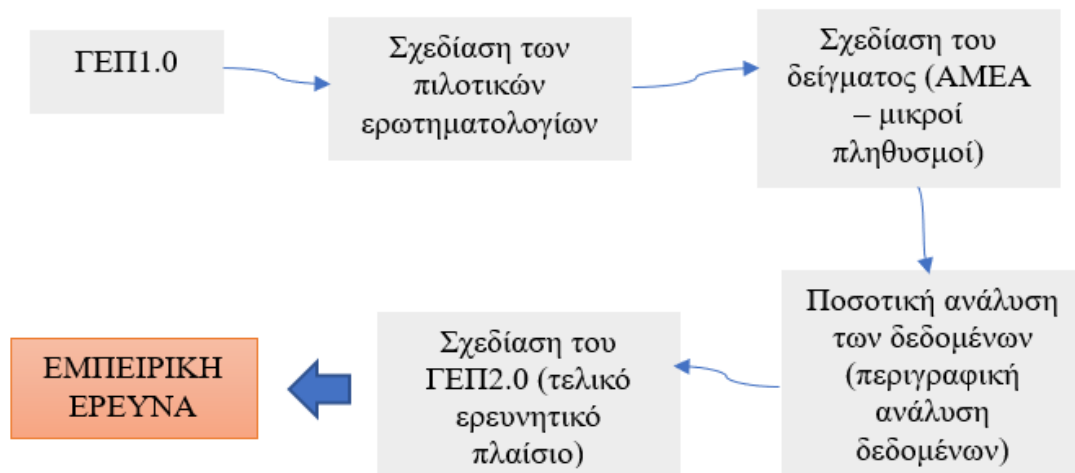 ΓΕΠ1.0
Σχεδίαση των
πιλοτικών
ερωτηματολογίων
Σχεδίαση του
δείγματος (ΑΜΕΑ
– μικροί
πληθυσμοί)
Ποσοτική ανάλυση
των δεδομένων
(περιγραφική
ανάλυση
δεδομένων)
Σχεδίαση του
ΓΕΠ2.0 (τελικό
ερευνητικό
πλαίσιο)
ΕΜΠΕΙΡΙΚΗ
ΕΡΕΥΝΑ